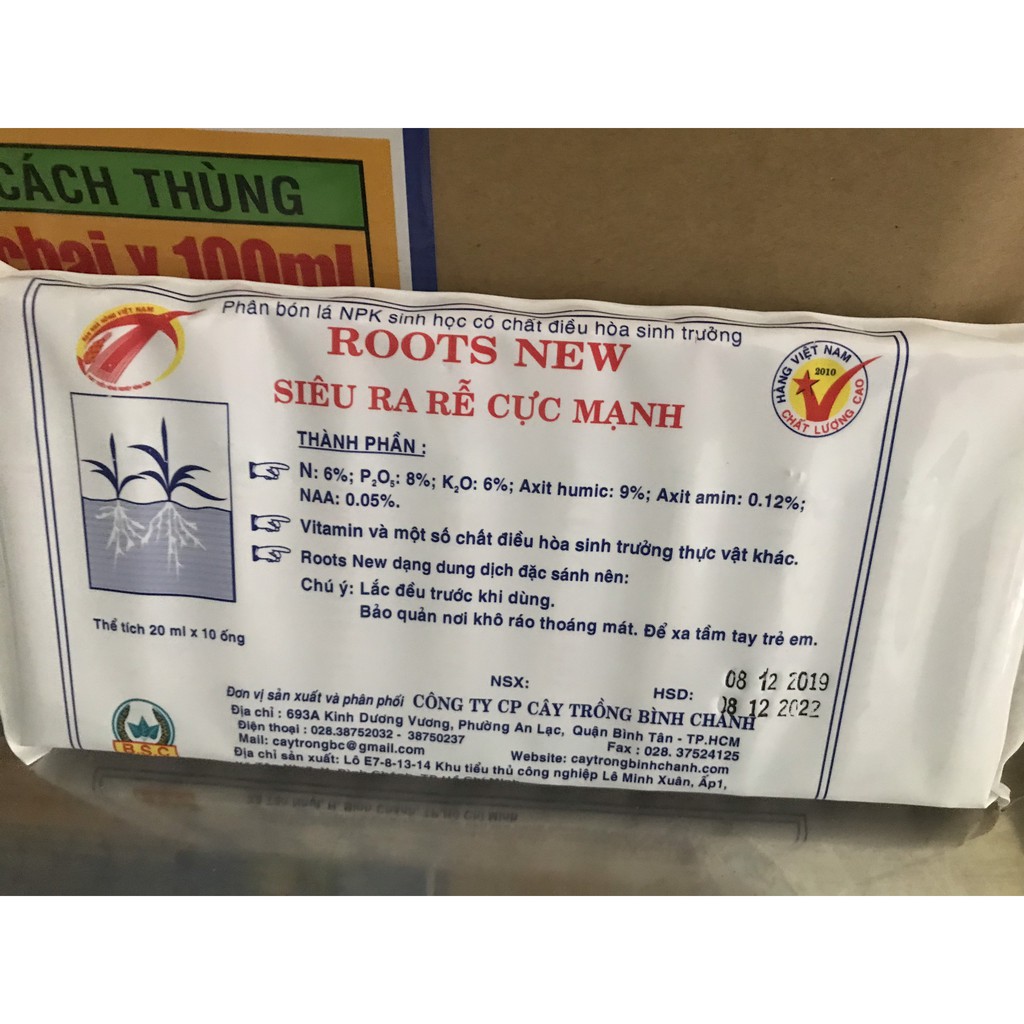 CÁCH THÙNG
chai x 100ml
Phân bón lá NPK sinh học có chất điều hòa sinh trưởng
ROOTS NEW
SIÊU RA RỄ CỰC MẠNH
HÀNG VIỆT NAM
2010
CHẤT LƯỢNG CAO
THÀNH PHẦN :
N: 6%; P₂O₅: 8%; K₂O: 6%; Axit humic: 9%; Axit amin: 0.12%;
NAA: 0.05%.
Vitamin và một số chất điều hòa sinh trưởng thực vật khác.
Roots New dạng dung dịch đặc sánh nên:
Chú ý: Lắc đều trước khi dùng.
Bảo quản nơi khô ráo thoáng mát. Để xa tầm tay trẻ em.
Thể tích 20 ml x 10 ống
NSX: 08 12 2019
HSD: 08 12 2022
Đơn vị sản xuất và phân phối CÔNG TY CP CÂY TRỒNG BÌNH CHÁNH
Địa chỉ : 693A Kinh Dương Vương, Phường An Lạc, Quận Bình Tân - TP.HCM
Điện thoại : 028.38752032 - 38750237 Fax : 028. 37524125
Mail: caytrongbc@gmail.com Website: caytrongbinhchanh.com
Địa chỉ sản xuất: Lô E7-8-13-14 Khu tiểu thủ công nghiệp Lê Minh Xuân, Ấp1,
B.S.C